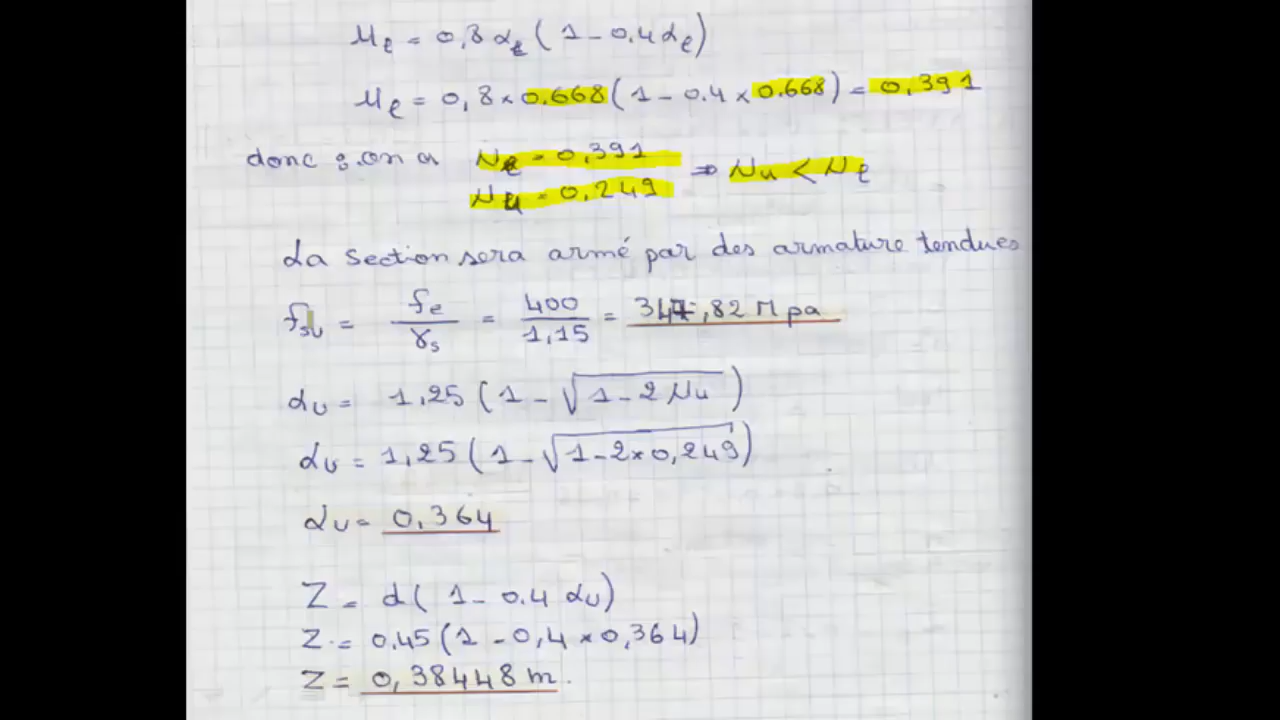 μℓ = 0,8 αℓ ( 1 - 0.4 αℓ )
μℓ = 0,8 × 0.668 ( 1 - 0.4 × 0.668 ) = 0,391
donc : on a μℓ = 0,391 ⇒ μu < μℓ
μu = 0,249
La section sera armé par des armature tendues
fsu = fe / γs = 400 / 1,15 = 347,82 Mpa
αu = 1,25 ( 1 - √(1 - 2 μu) )
αu = 1,25 ( 1 - √(1 - 2 × 0,249) )
αu = 0,364
Z = d ( 1 - 0.4 αu )
Z = 0.45 ( 1 - 0,4 × 0,364 )
Z = 0,38448 m.